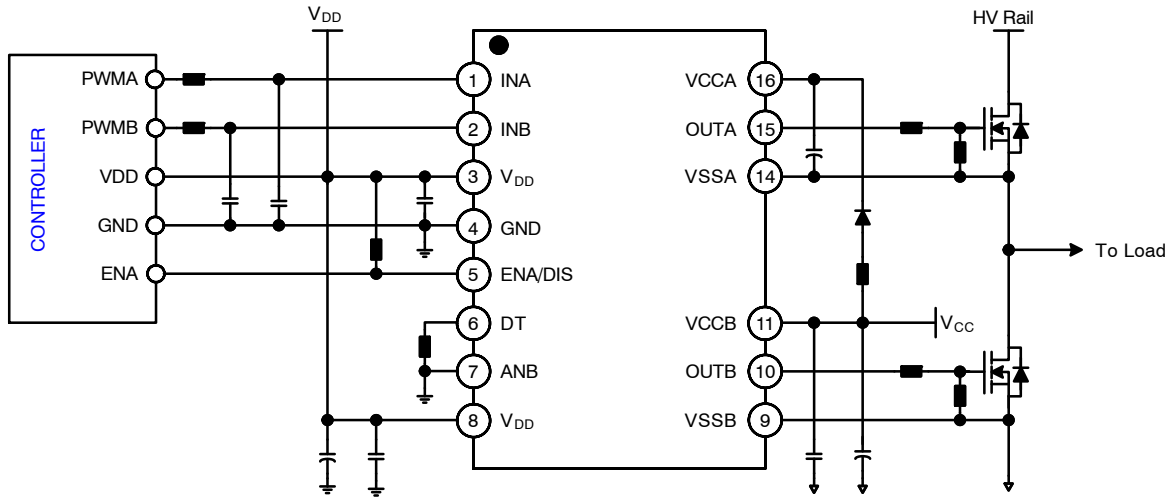 VDD
HV Rail
CONTROLLER
PWMA
PWMB
VDD
GND
ENA
1 INA
2 INB
3 VDD
4 GND
5 ENA/DIS
6 DT
7 ANB
8 VDD
VCCA 16
OUTA 15
VSSA 14
VCCB 11
OUTB 10
VSSB 9
VCC
To Load